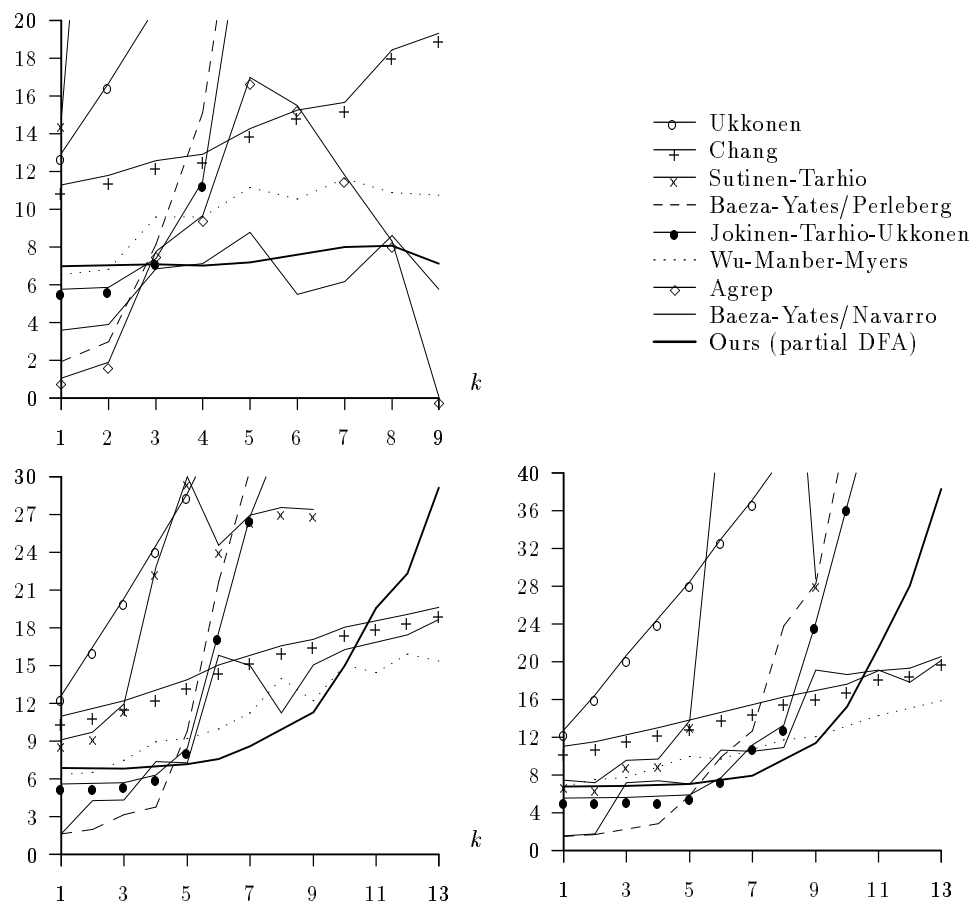 20
18
16
14
12
10
8
6
4
2
0
1 2 3 4 5 6 7 8 9
k
Ukkonen
Chang
Sutinen-Tarhio
Baeza-Yates/Perleberg
Jokinen-Tarhio-Ukkonen
Wu-Manber-Myers
Agrep
Baeza-Yates/Navarro
Ours (partial DFA)
30
27
24
21
18
15
12
9
6
3
0
1 3 5 7 9 11 13
k
40
36
32
28
24
20
16
12
8
4
0
1 3 5 7 9 11 13